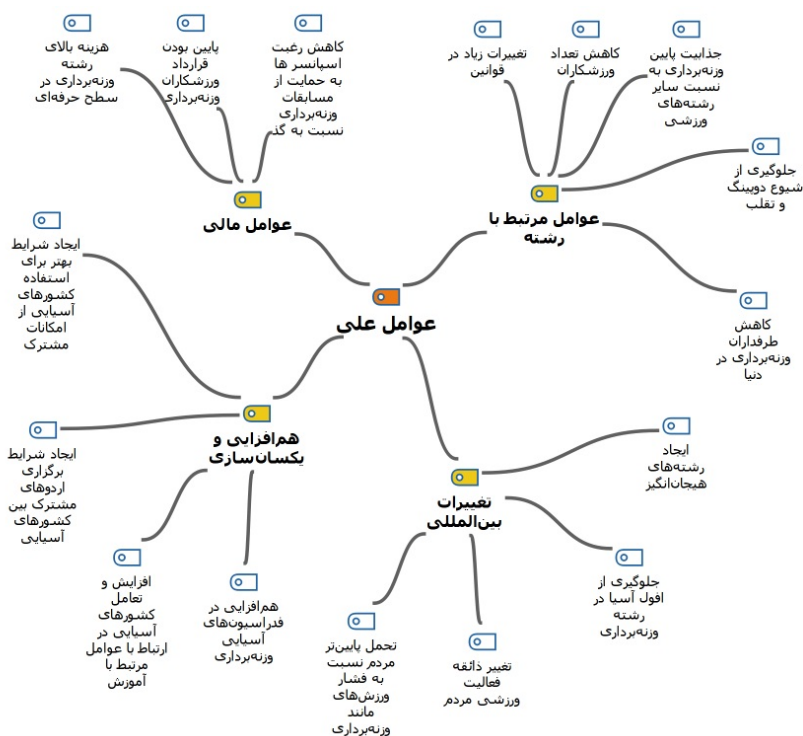 هزینه بالای
رشته
وزنه‌برداری در
سطح حرفه‌ای
پایین بودن
قرارداد
ورزشکاران
وزنه‌برداری
کاهش رغبت
اسپانسر ها
به حمایت از
مسابقات
وزنه‌برداری
نسبت به گذ
تغییرات زیاد در
قوانین
کاهش تعداد
ورزشکاران
جذابیت پایین
وزنه‌برداری به
نسبت سایر
رشته‌های
ورزشی
جلوگیری از
شیوع دوپینگ
و تقلب
عوامل مالی
عوامل مرتبط با
رشته
ایجاد شرایط
بهتر برای
استفاده
کشورهای
آسیایی از
امکانات
مشترک
عوامل علی
کاهش
طرفداران
وزنه‌برداری در
دنیا
هم‌افزایی و
یکسان‌سازی
ایجاد شرایط
برگزاری
اردوهای
مشترک بین
کشورهای
آسیایی
ایجاد
رشته‌های
هیجان‌انگیز
تغییرات
بین‌المللی
افزایش و
تعامل
کشورهای
آسیایی در
ارتباط با عوامل
مرتبط با
آموزش
هم‌افزایی در
فدراسیون‌های
آسیایی
وزنه‌برداری
تحمل پایین‌تر
مردم نسبت
به فشار
ورزش‌های
مانند
وزنه‌برداری
تغییر ذائقه
فعالیت
ورزشی مردم
جلوگیری از
افول آسیا در
رشته
وزنه‌برداری